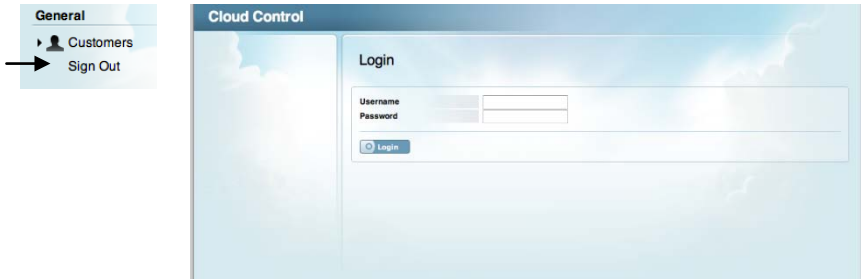 General
Customers
Sign Out
Cloud Control
Login
Username
Password
Login